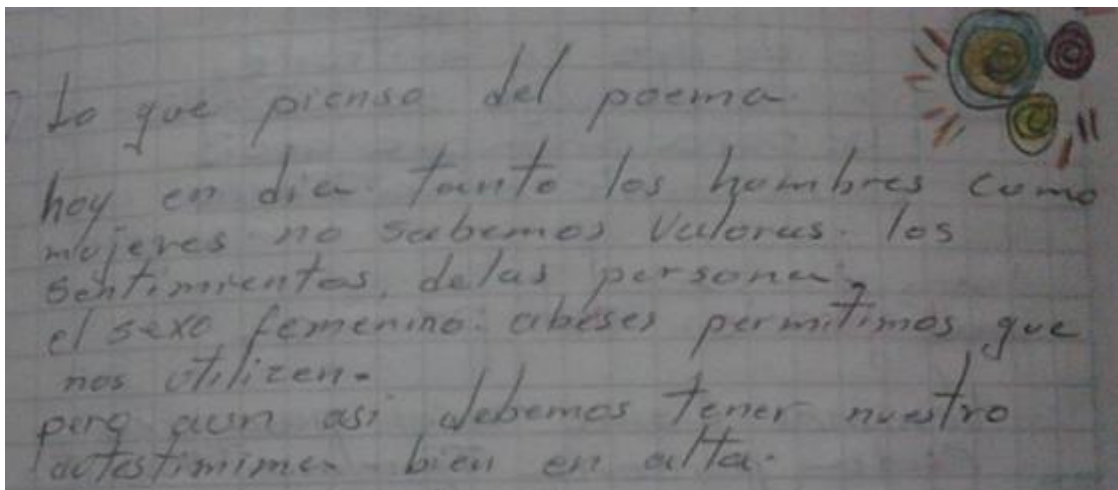 Lo que pienso del poema
hoy en dia tanto los hombres como
mujeres no sabemos valorar los
sentimientos, delas persona,
el sexo femenino. abeses permitimos que
nos utilizen.
pero aun asi debemos tener nuestro
bien en alta.